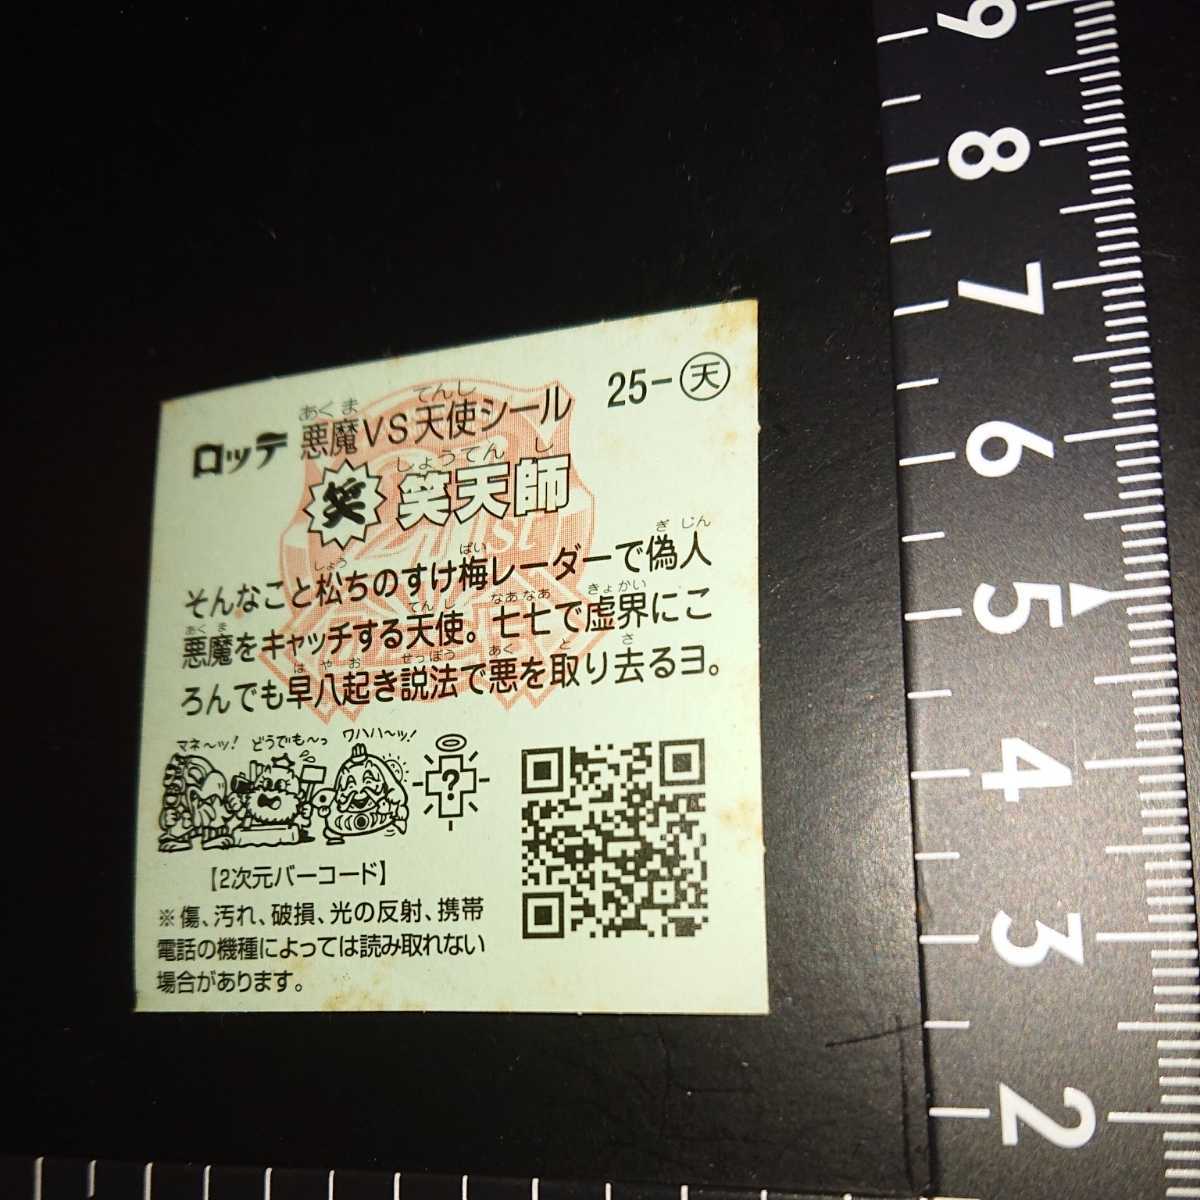 ロッテ 悪魔VS天使シール 25-天
あくま てんし
笑 笑天師
しょうてんし
そんなこと松ちのすけ梅レーダーで偽人
しょう ばい ぎじん
悪魔をキャッチする天使。七七で虚界にこ
あくま てんし なあなあ きょかい
ろんでも早八起き説法で悪を取り去るヨ。
はやお せっぽう あく と さ
マネ〜ッ! どうでも〜っ ワハハ〜ッ!
?
【2次元バーコード】
※傷、汚れ、破損、光の反射、携帯
電話の機種によっては読み取れない
場合があります。
9
8
7
6
5
4
3
2